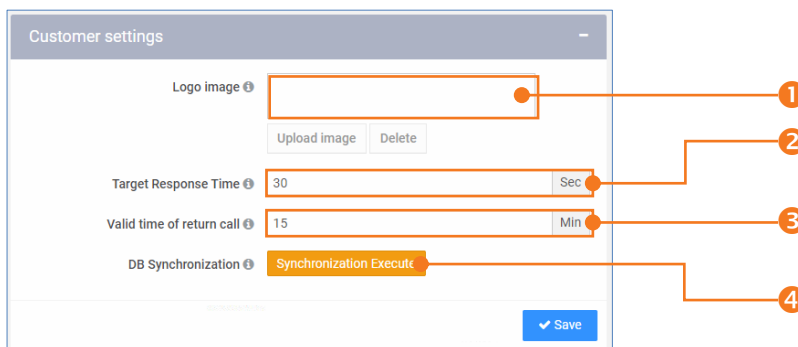 Customer settings –
Logo image
1
Upload image Delete
2
Target Response Time 30 Sec
Valid time of return call 15 Min
3
DB Synchronization Synchronization Execute
4
Save